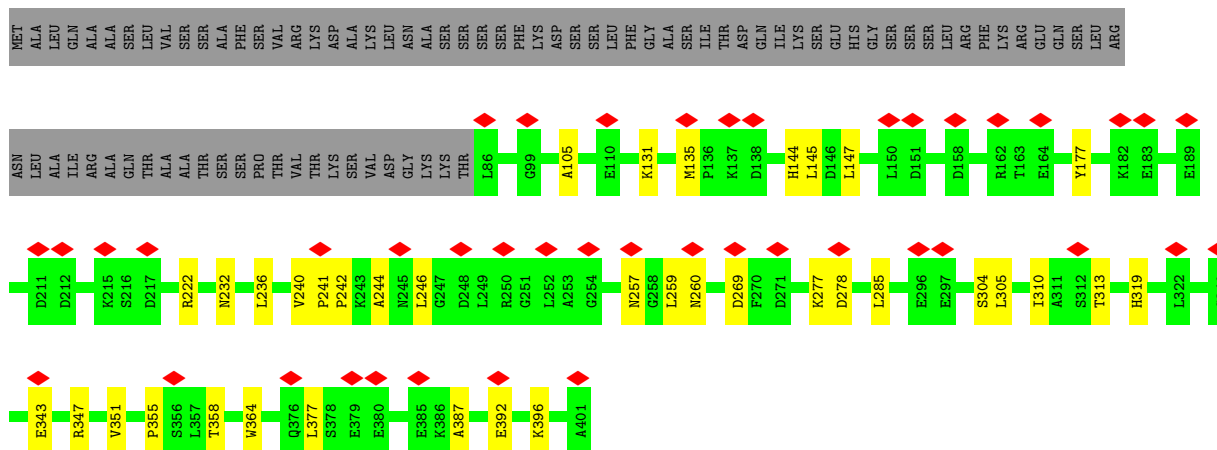 MET ALA LEU GLN ALA ALA SER LEU VAL SER SER ALA PHE SER VAL ARG LYS ASP ALA LYS LEU ASN ALA SER SER SER SER PHE LYS ASP SER SER LEU PHE GLY ALA SER ILE THR ASP GLN ILE LYS SER GLU HIS GLY SER SER SER LEU ARG PHE LYS ARG GLU GLN SER LEU ARG
ASN LEU ALA ILE ARG ALA GLN THR ALA ALA THR SER SER PRO THR VAL THR LYS SER VAL ASP GLY LYS LYS THR L86 G99 A105 E110 K131 M135 P136 K137 D138 H144 L145 D146 L147 L150 D151 D158 R162 T163 E164 Y177 K182 E183 E189
D211 D212 K215 S216 D217 R222 N232 L236 V240 P241 P242 K243 A244 N245 L246 G247 D248 L249 R250 G251 L252 A253 G254 N257 G258 L259 N260 D269 F270 D271 K277 D278 L285 E296 E297 S304 L305 I310 A311 S312 T313 H319 L322
E343 R347 V351 P355 S356 L357 T358 W364 Q376 L377 S378 E379 E380 E385 K386 A387 E392 K396 A401